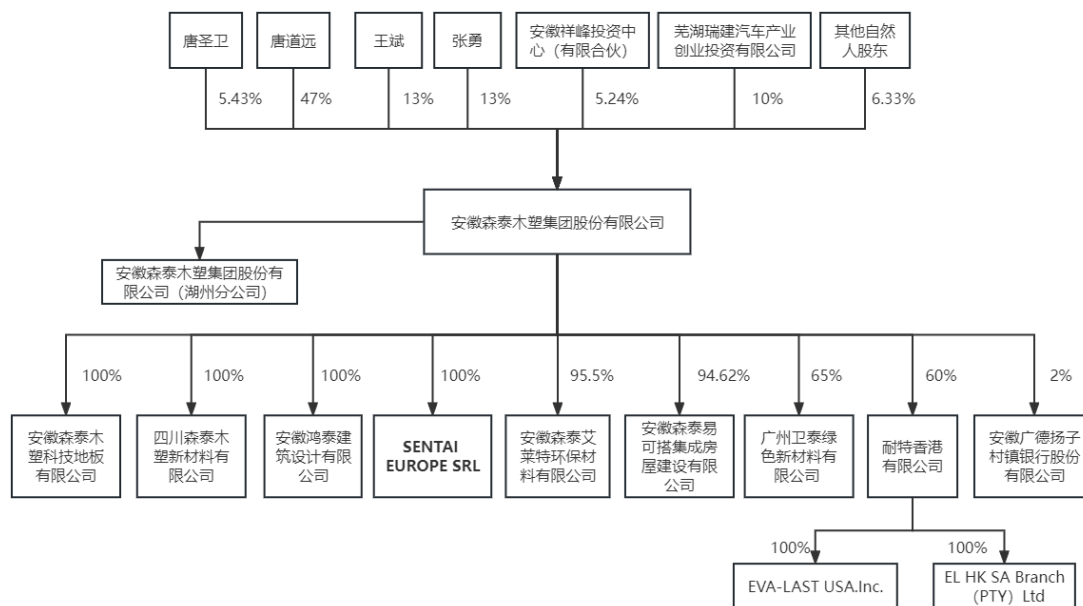 唐圣卫
唐道远
王斌
张勇
安徽祥峰投资中
心（有限合伙）
芜湖瑞建汽车产业
创业投资有限公司
其他自然
人股东
5.43%
47%
13%
13%
5.24%
10%
6.33%
安徽森泰木塑集团股份有限公司
安徽森泰木塑集团股份有
限公司（湖州分公司）
100%
100%
100%
100%
95.5%
94.62%
65%
60%
2%
安徽森泰木
塑科技地板
有限公司
四川森泰木
塑新材料有
限公司
安徽鸿泰建
筑设计有限
公司
SENTAI
EUROPE SRL
安徽森泰艾
莱特环保材
料有限公司
安徽森泰易
可搭集成房
屋建设有限
公司
广州卫泰绿
色新材料有
限公司
耐特香港
有限公司
安徽广德扬子
村镇银行股份
有限公司
100%
100%
EVA-LAST USA.Inc.
EL HK SA Branch
（PTY）Ltd